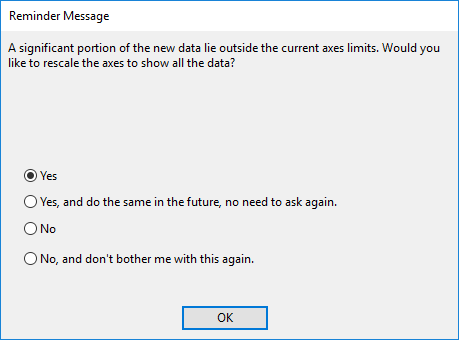 Reminder Message
A significant portion of the new data lie outside the current axes limits. Would you
like to rescale the axes to show all the data?
Yes
Yes, and do the same in the future, no need to ask again.
No
No, and don't bother me with this again.
OK